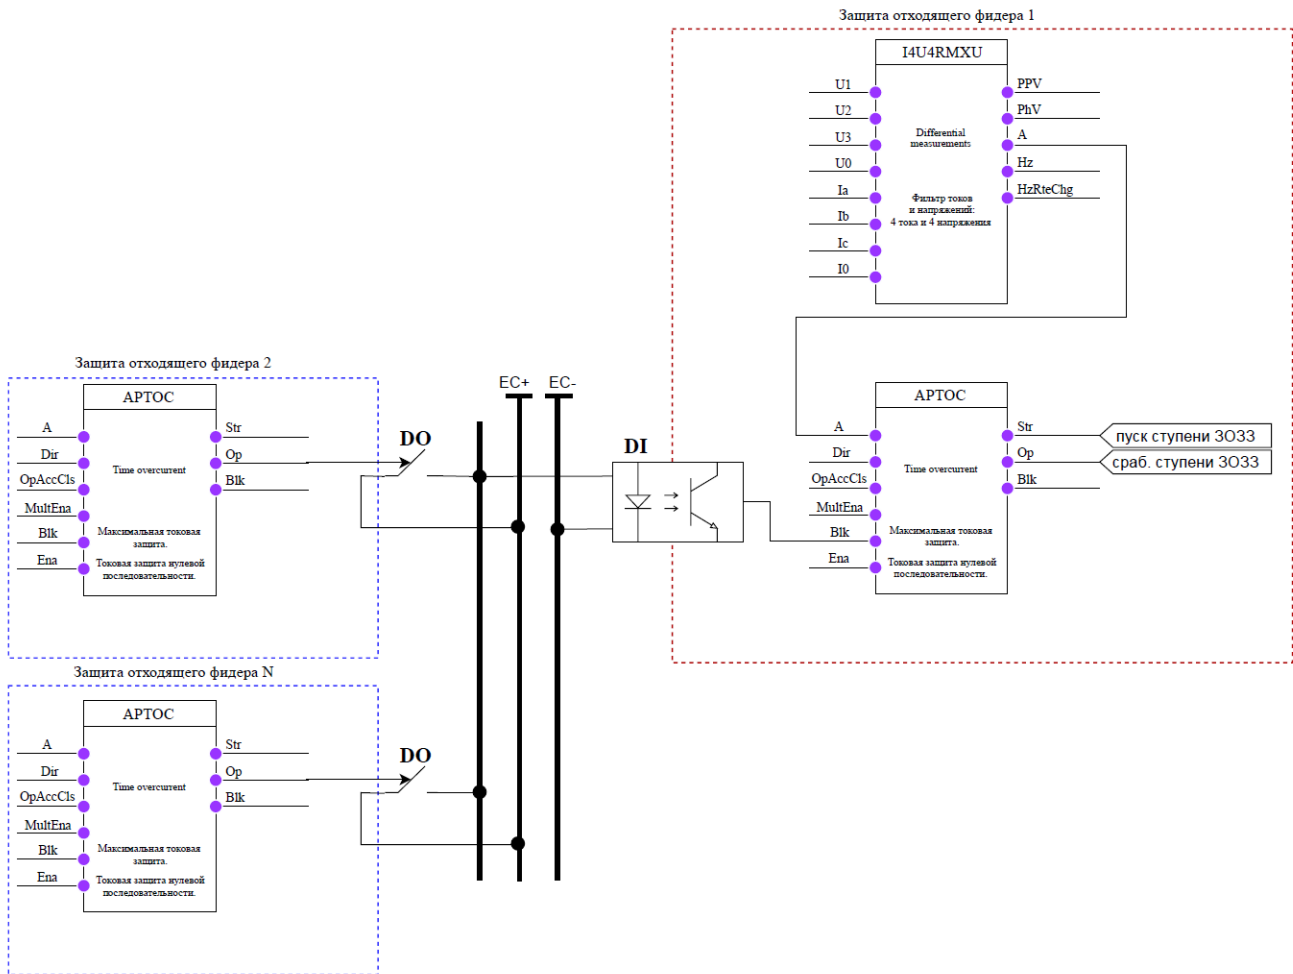 Защита отходящего фидера 1
I4U4RMXU
U1
U2
U3
U0
Ia
Ib
Ic
I0
Differential
measurements
Фильтр токов
и напряжений:
4 тока и 4 напряжения
PPV
PhV
A
Hz
HzRteChg
Защита отходящего фидера 2
APTOC
A
Dir
OpAccCls
MultEna
Blk
Ena
Time overcurrent
Максимальная токовая
защита.
Токовая защита нулевой
последовательности.
Str
Op
Blk
DO
EC+
EC-
DI
APTOC
A
Dir
OpAccCls
MultEna
Blk
Ena
Time overcurrent
Максимальная токовая
защита.
Токовая защита нулевой
последовательности.
Str
Op
Blk
пуск ступени ЗОЗЗ
сраб. ступени ЗОЗЗ
Защита отходящего фидера N
APTOC
A
Dir
OpAccCls
MultEna
Blk
Ena
Time overcurrent
Максимальная токовая
защита.
Токовая защита нулевой
последовательности.
Str
Op
Blk
DO